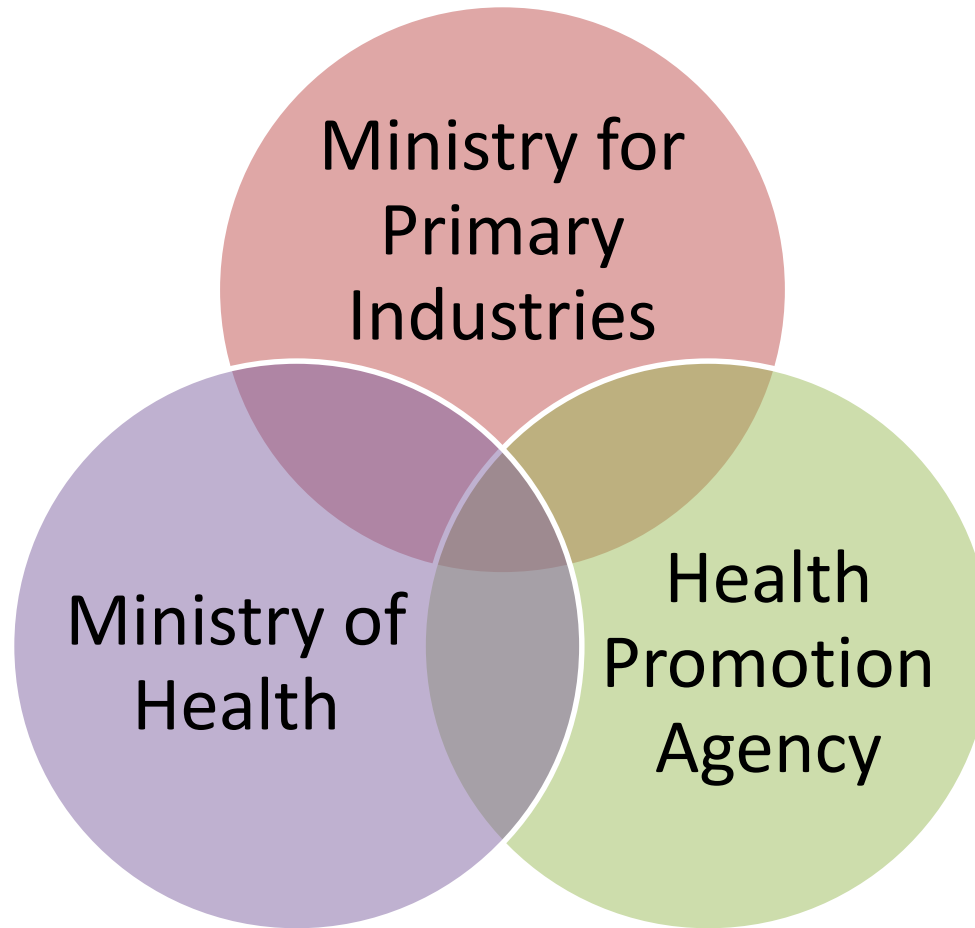 Ministry for
Primary
Industries
Ministry of
Health
Health
Promotion
Agency